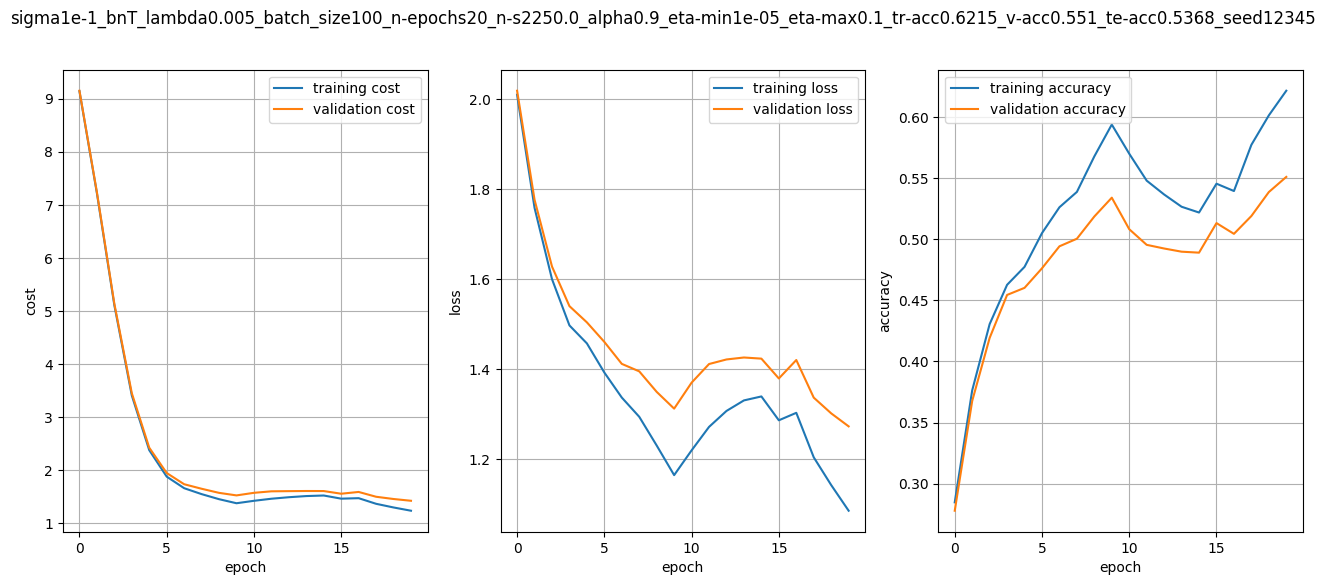 sigma1e-1_bnT_lambda0.005_batch_size100_n-epochs20_n-s2250.0_alpha0.9_eta-min1e-05_eta-max0.1_tr-acc0.6215_v-acc0.551_te-acc0.5368_seed12345
training cost
validation cost
9
8
7
6
5
4
3
2
1
cost
0 5 10 15
epoch
training loss
validation loss
2.0
1.8
1.6
1.4
1.2
loss
0 5 10 15
epoch
training accuracy
validation accuracy
0.60
0.55
0.50
0.45
0.40
0.35
0.30
accuracy
0 5 10 15
epoch